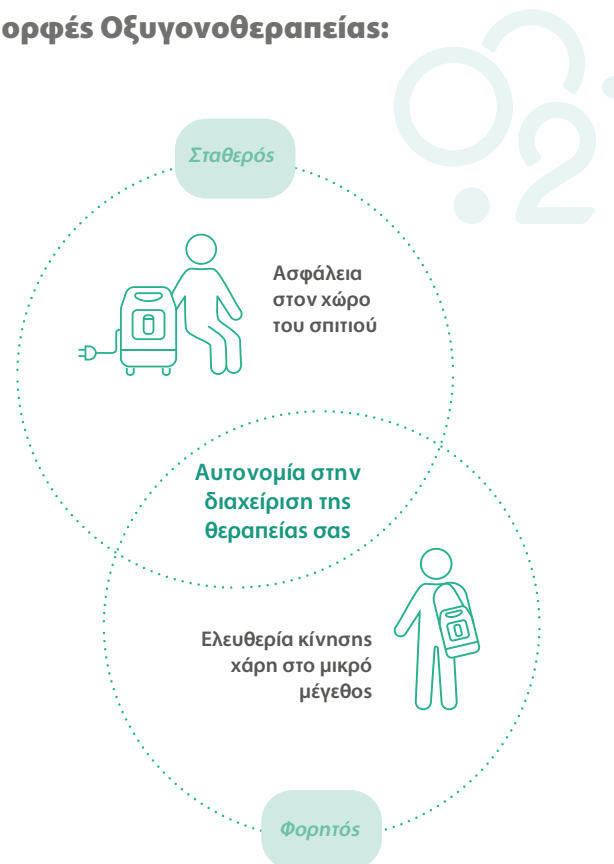 ορφές Οξυγονοθεραπείας:
Σταθερός
Ασφάλεια
στον χώρο
του σπιτιού
Αυτονομία στην
διαχείριση της
θεραπείας σας
Ελευθερία κίνησης
χάρη στο μικρό
μέγεθος
Φορητός